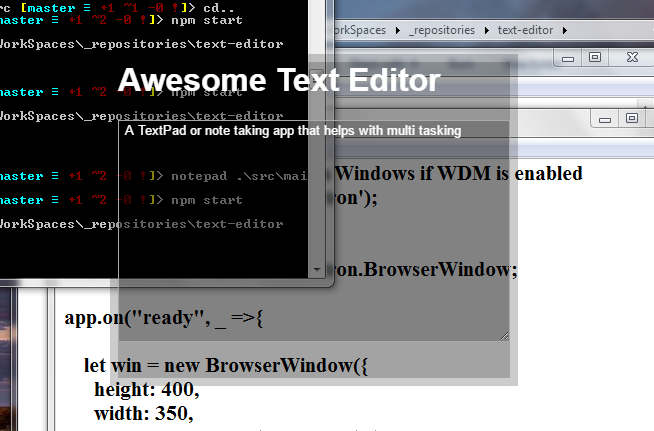 rc [master ≡ +1 ~1 -0 !]> cd..
master ≡ +1 ~2 -0 !]> npm start
WorkSpaces\_repositories\text-editor
master ≡ +1 ~2 -0 !]> npm start
WorkSpaces\_repositories\text-editor
master ≡ +1 ~2 -0 !]> notepad .\src\mai
master ≡ +1 ~2 -0 !]> npm start
WorkSpaces\_repositories\text-editor
rkSpaces ▸ _repositories ▸ text-editor ▸
Awesome Text Editor
A TextPad or note taking app that helps with multi tasking
Windows if WDM is enabled
ron');
ron.BrowserWindow;
app.on("ready", _ =>{
let win = new BrowserWindow({
height: 400,
width: 350,